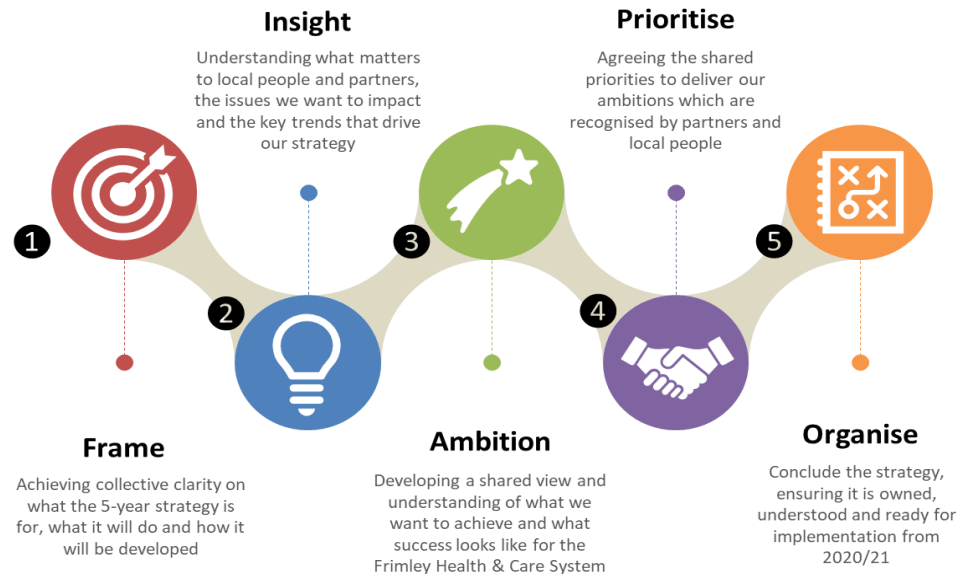 1
Frame
Achieving collective clarity on
what the 5-year strategy is
for, what it will do and how it
will be developed
2
Insight
Understanding what matters
to local people and partners,
the issues we want to impact
and the key trends that drive
our strategy
3
Ambition
Developing a shared view and
understanding of what we
want to achieve and what
success looks like for the
Frimley Health & Care System
4
Prioritise
Agreeing the shared
priorities to deliver our
ambitions which are
recognised by partners and
local people
5
Organise
Conclude the strategy,
ensuring it is owned,
understood and ready for
implementation from
2020/21